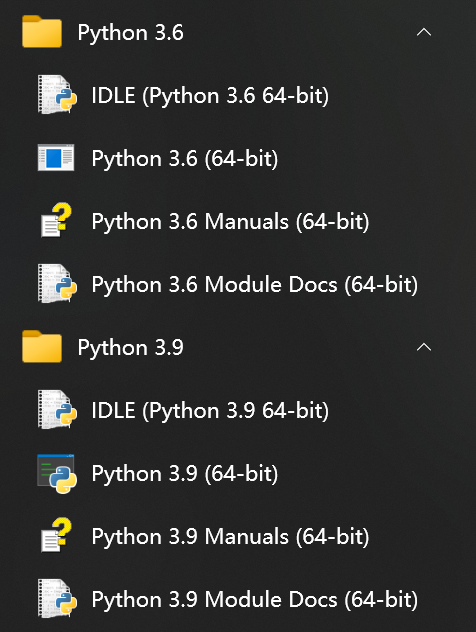 Python 3.6
IDLE (Python 3.6 64-bit)
Python 3.6 (64-bit)
Python 3.6 Manuals (64-bit)
Python 3.6 Module Docs (64-bit)
Python 3.9
IDLE (Python 3.9 64-bit)
Python 3.9 (64-bit)
Python 3.9 Manuals (64-bit)
Python 3.9 Module Docs (64-bit)